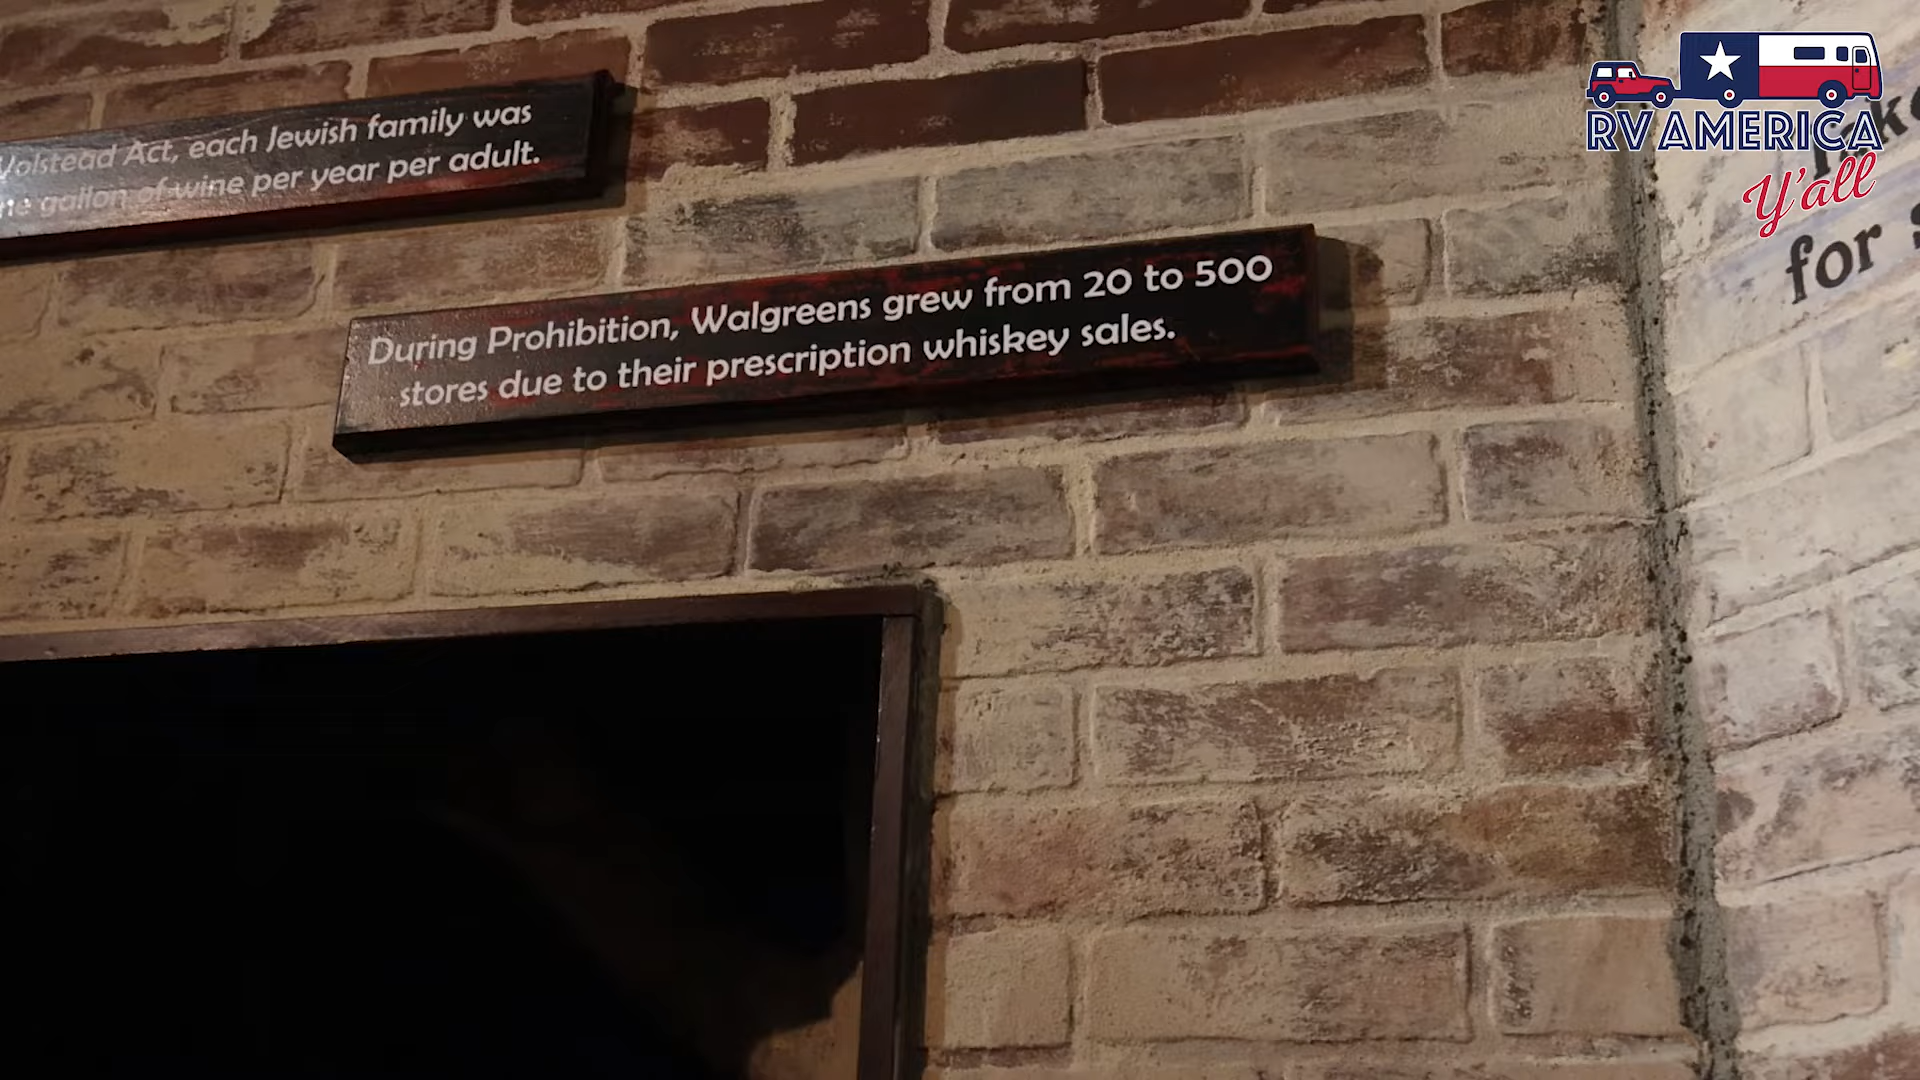 Volstead Act, each Jewish family was
gallon of wine per year per adult.
During Prohibition, Walgreens grew from 20 to 500
stores due to their prescription whiskey sales.
RV AMERICA
Y'all
for